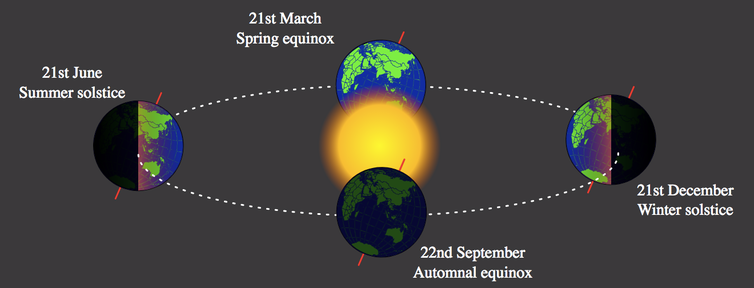 21st March
Spring equinox
21st June
Summer solstice
21st December
Winter solstice
22nd September
Automnal equinox